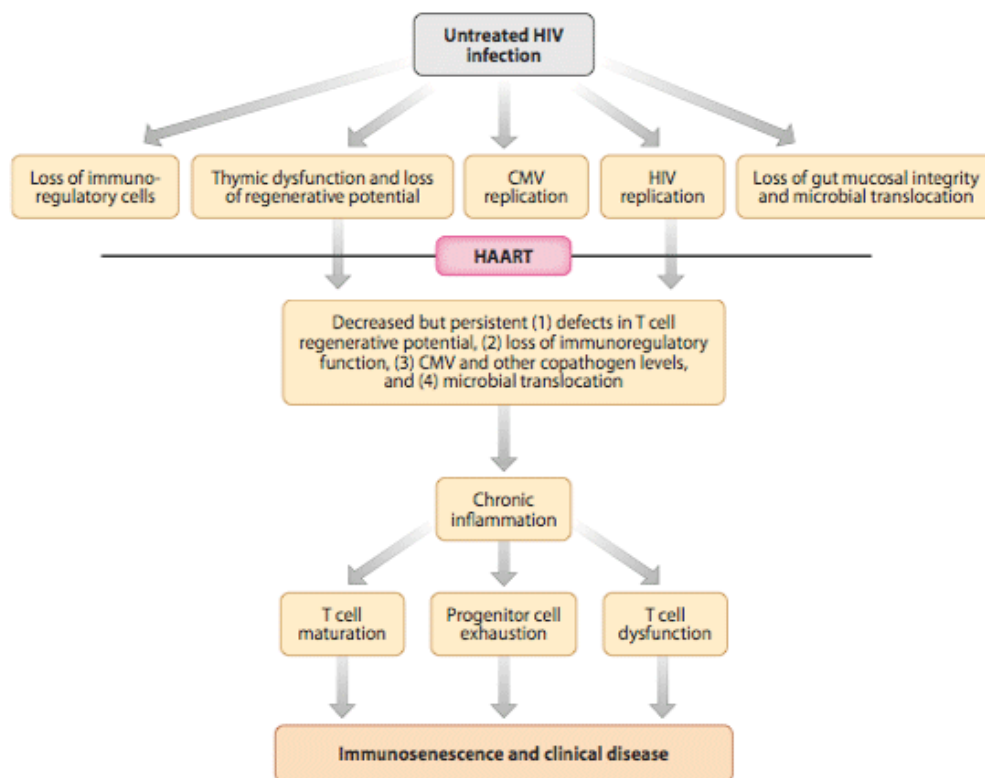 Untreated HIV
infection
Loss of immuno-
regulatory cells
Thymic dysfunction and loss
of regenerative potential
CMV
replication
HIV
replication
Loss of gut mucosal integrity
and microbial translocation
HAART
Decreased but persistent (1) defects in T cell
regenerative potential, (2) loss of immunoregulatory
function, (3) CMV and other copathogen levels,
and (4) microbial translocation
Chronic
inflammation
T cell
maturation
Progenitor cell
exhaustion
T cell
dysfunction
Immunosenescence and clinical disease